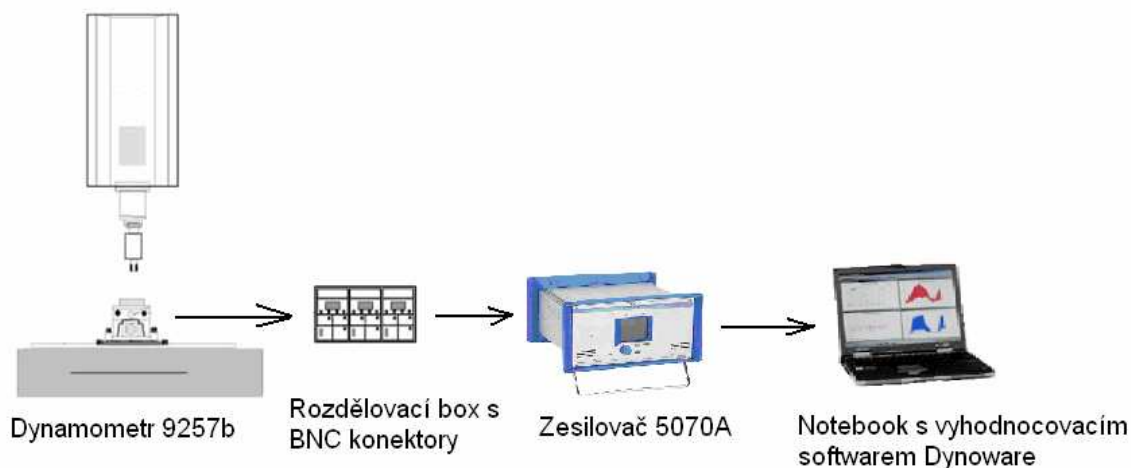 Dynamometr 9257b
Rozdělovací box s
BNC konektory
Zesilovač 5070A
Notebook s vyhodnocovacím
softwarem Dynoware